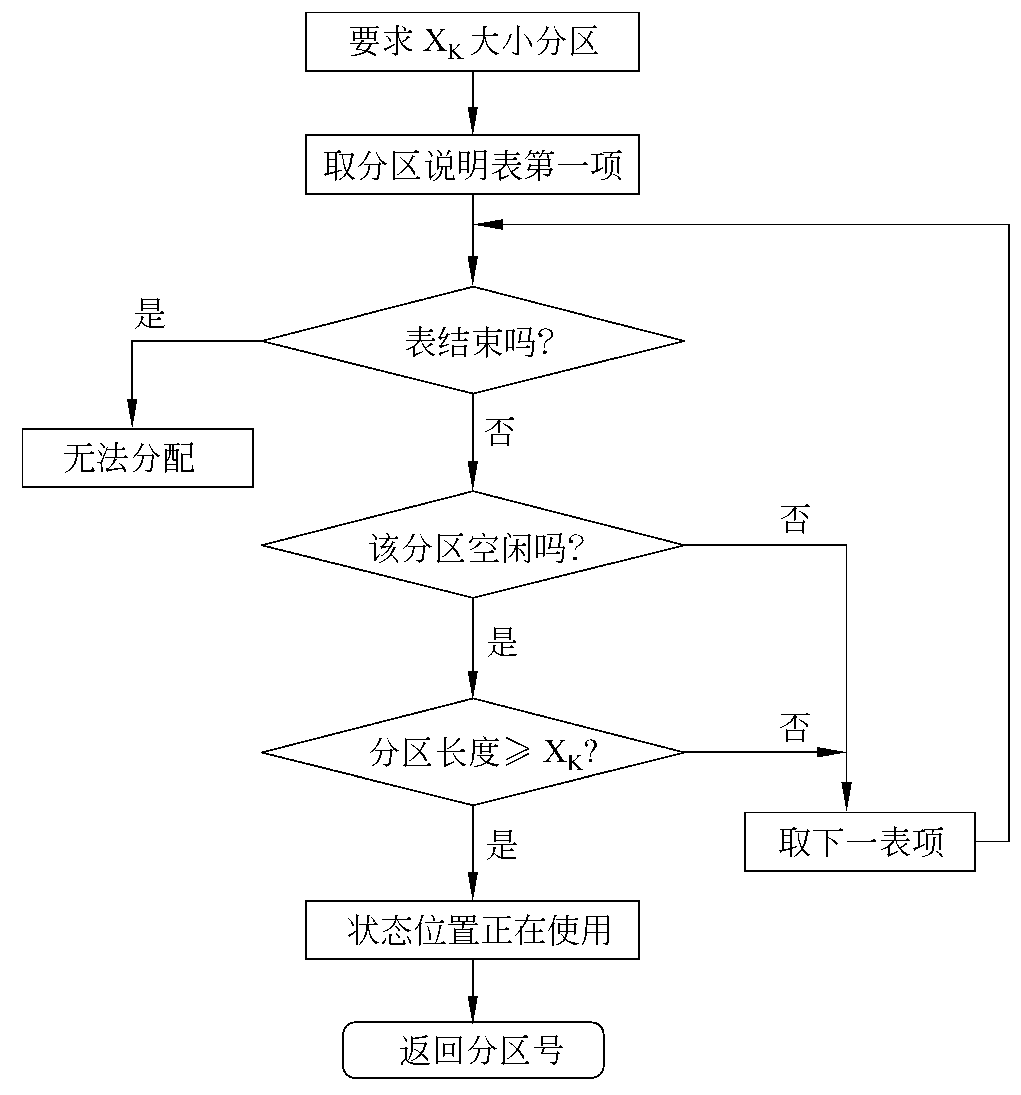 要求 XK 大小分区
取分区说明表第一项
是
表结束吗?
否
无法分配
否
该分区空闲吗?
是
否
分区长度≥ XK?
是
取下一表项
状态位置正在使用
返回分区号